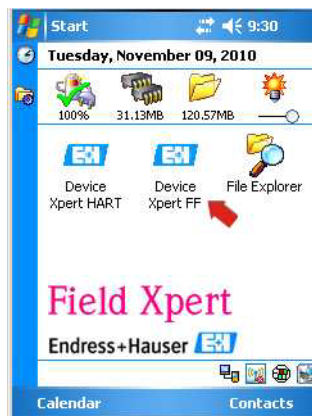 Start 9:30
Tuesday, November 09, 2010
100% 31.13MB 120.57MB
Device Xpert HART
Device Xpert FF
File Explorer
Field Xpert
Endress+Hauser EH
Calendar Contacts